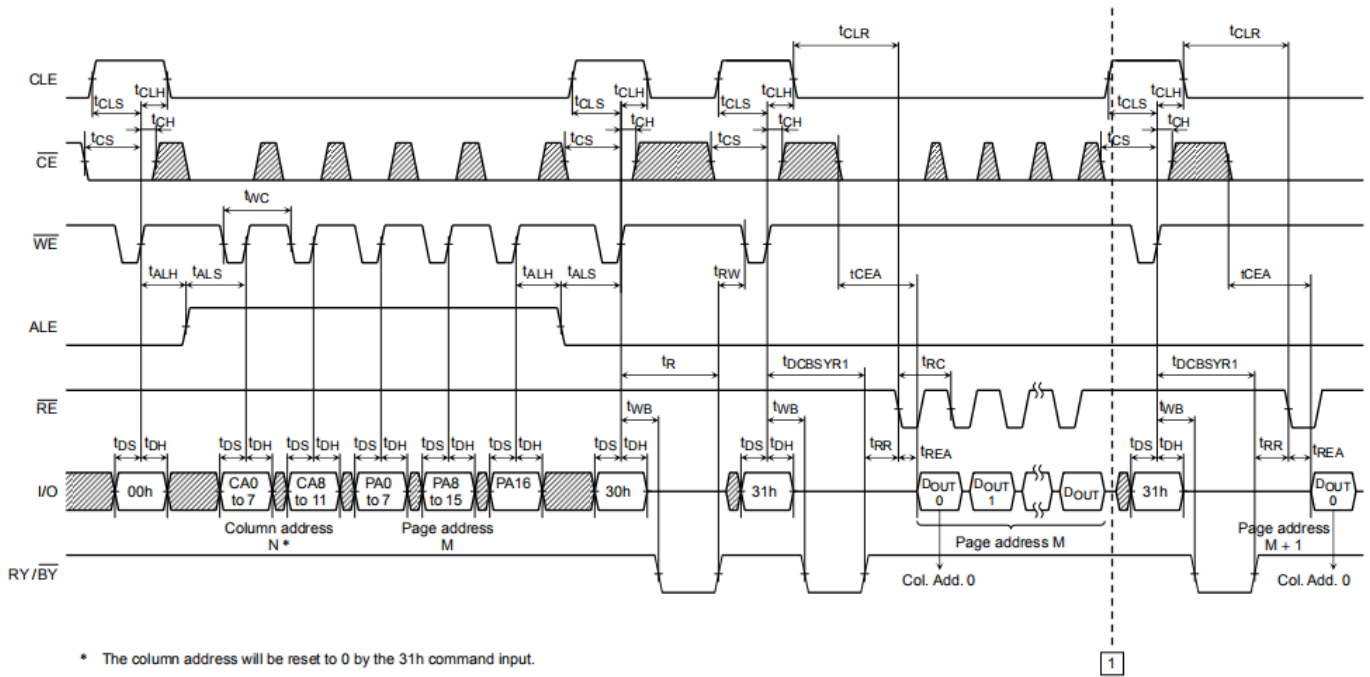 tCLR tCLR
CLE
tCLS tCLH tCLS tCLH tCLS tCLH tCLS tCLH
tCS tCH tCS tCH tCS tCH tCS tCH
CE
tWC
WE
tALH tALS tALH tALS tRW tCEA tCEA
ALE
tR tDCBSYR1 tRC tDCBSYR1
RE
tWB tWB tWB
tDS tDH tDS tDH tDS tDH tDS tDH tDS tDH tDS tDH tDS tDH tDS tDH tRR tREA tDS tDH tRR tREA
I/O
00h
CA0 to 7
CA8 to 11
PA0 to 7
PA8 to 15
PA16
30h
31h
DOUT 0
DOUT 1
DOUT
31h
DOUT 0
Column address
N *
Page address
M
Page address M
Page address
M + 1
RY/BY
Col. Add. 0
Col. Add. 0
* The column address will be reset to 0 by the 31h command input.
1